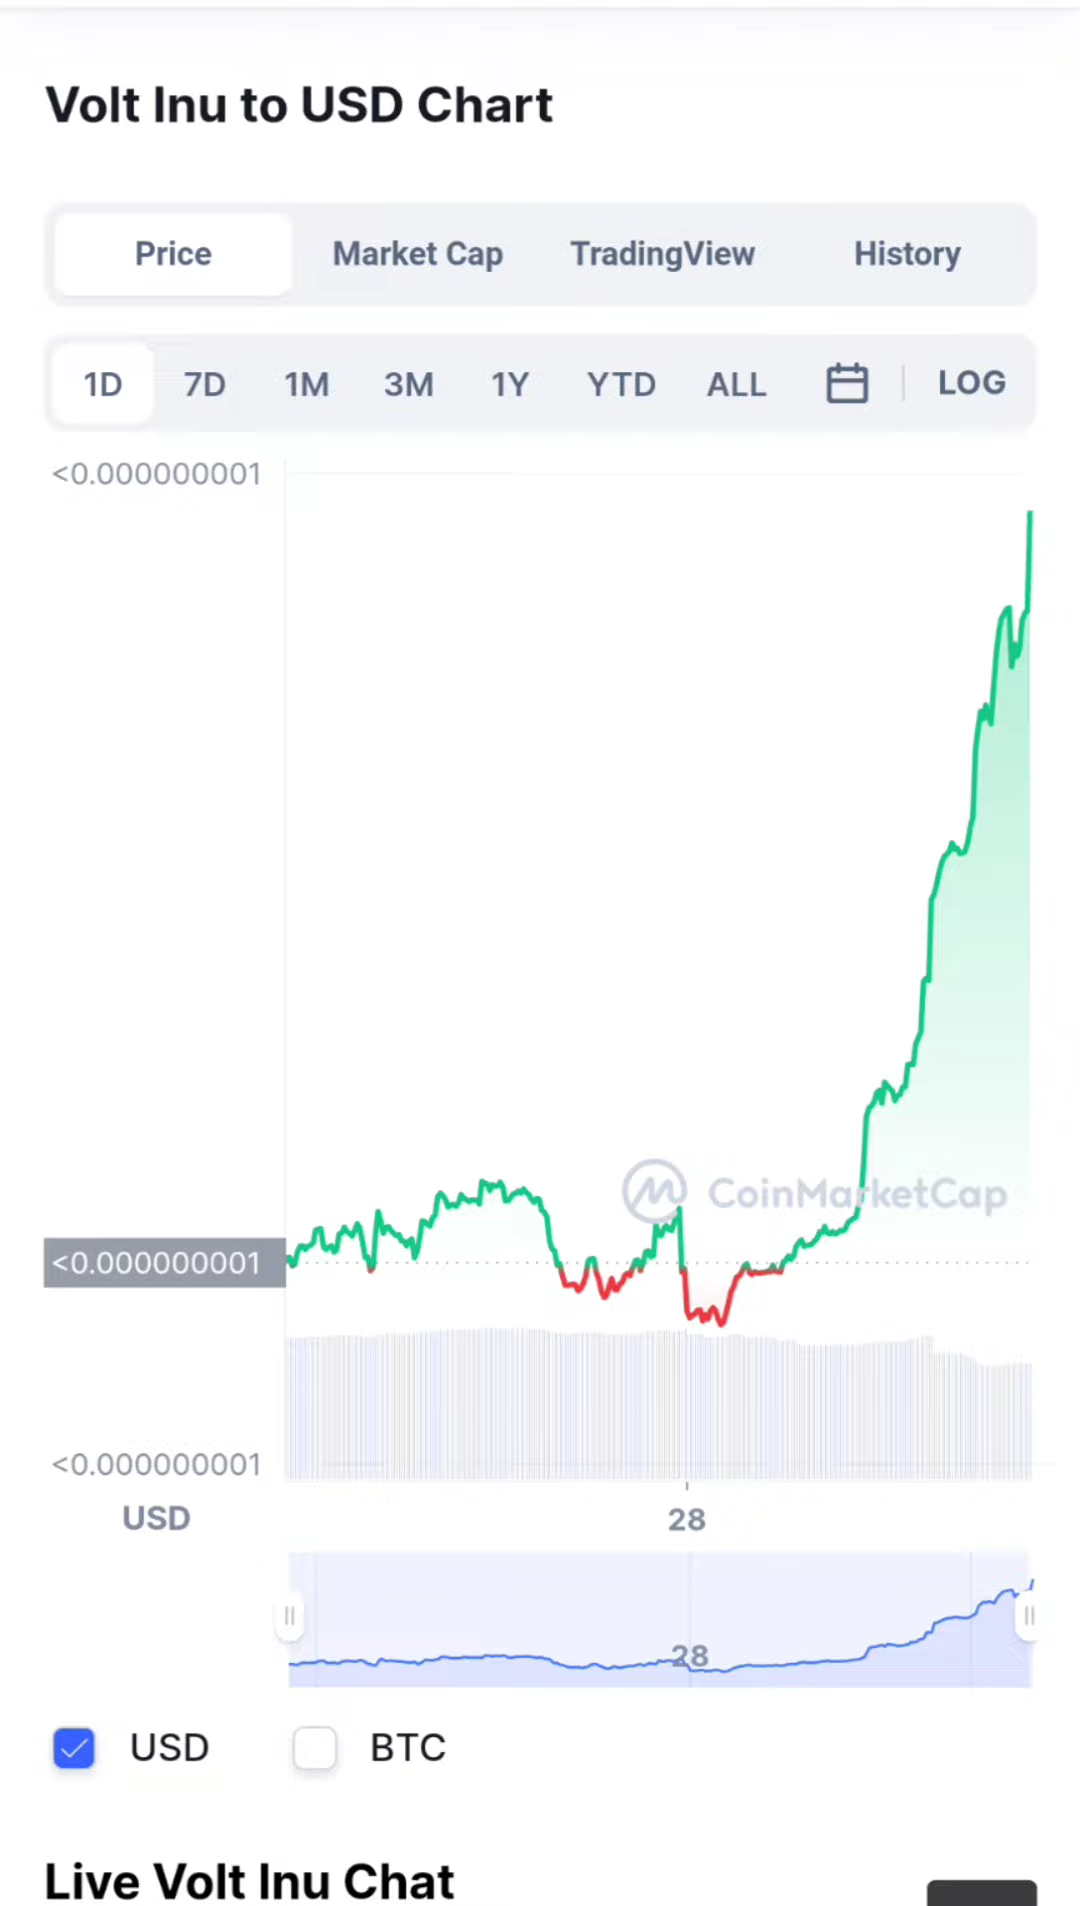 Volt Inu to USD Chart
Price Market Cap TradingView History
1D 7D 1M 3M 1Y YTD ALL LOG
<0.000000001
CoinMarketCap
<0.000000001
<0.000000001
USD 28
28
USD BTC
Live Volt Inu Chat